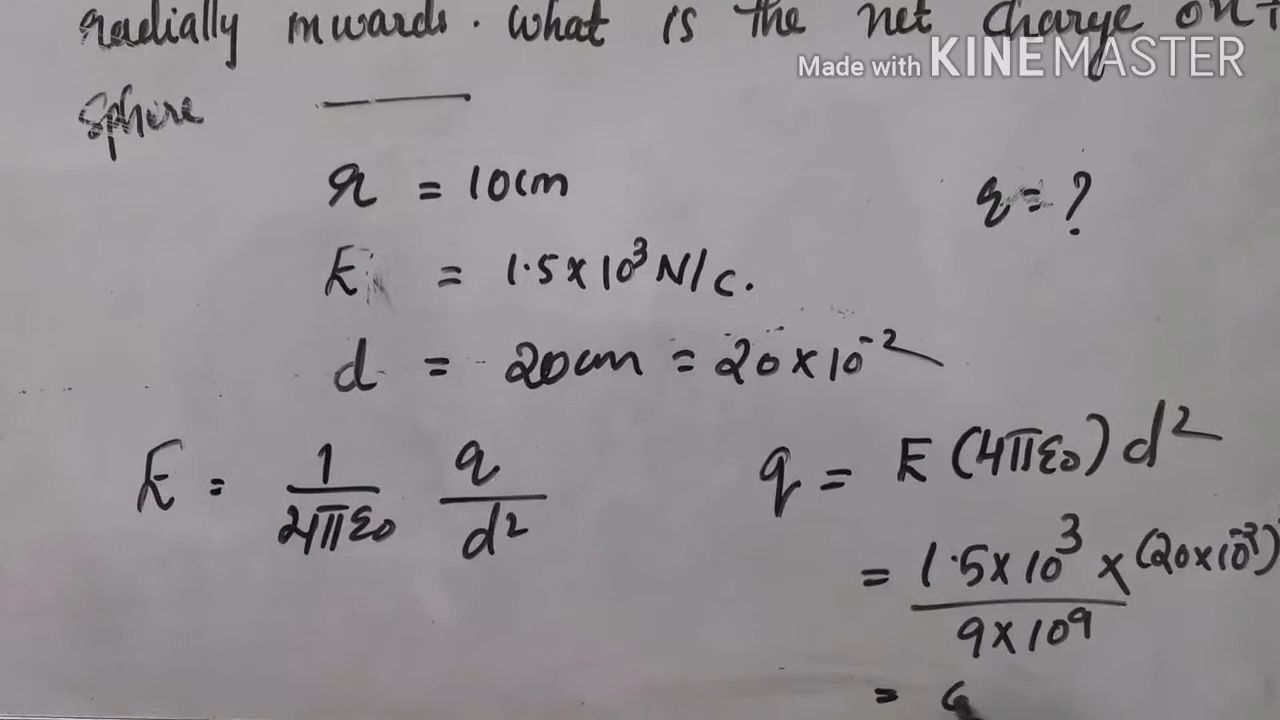 radially inwards. what is the net charge on t
Made with KINEMASTER
sphere
r = 10cm
q = ?
E = 1.5×10³ N/C.
d = 20cm = 20×10⁻²
E = 1/4πε₀ q/d²
q = E (4πε₀) d²
= 1.5×10³ × (20×10⁻²) / 9×10⁹
=